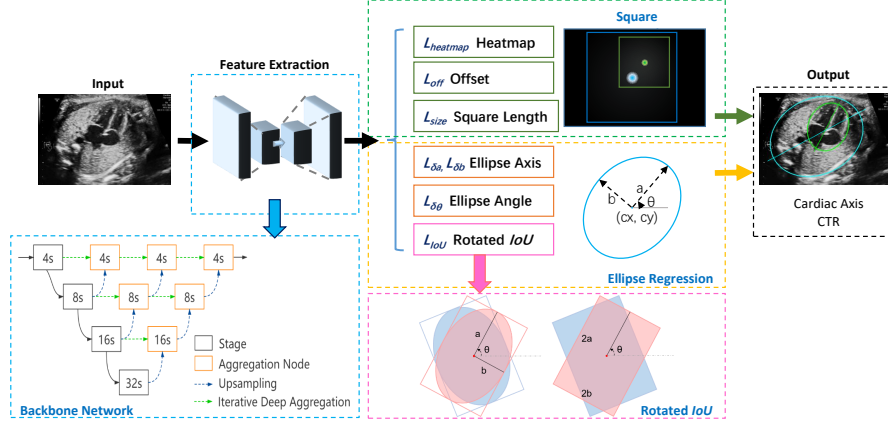 Input
Feature Extraction
L_heatmap Heatmap
L_off Offset
L_size Square Length
Square
L_δa, L_δb Ellipse Axis
L_δθ Ellipse Angle
L_IoU Rotated IoU
b
a
θ
(cx, cy)
Ellipse Regression
Output
Cardiac Axis
CTR
4s 4s 4s 4s
8s 8s 8s
16s 16s
32s
Stage
Aggregation Node
Upsampling
Iterative Deep Aggregation
Backbone Network
a
θ
b
2a
θ
2b
Rotated IoU